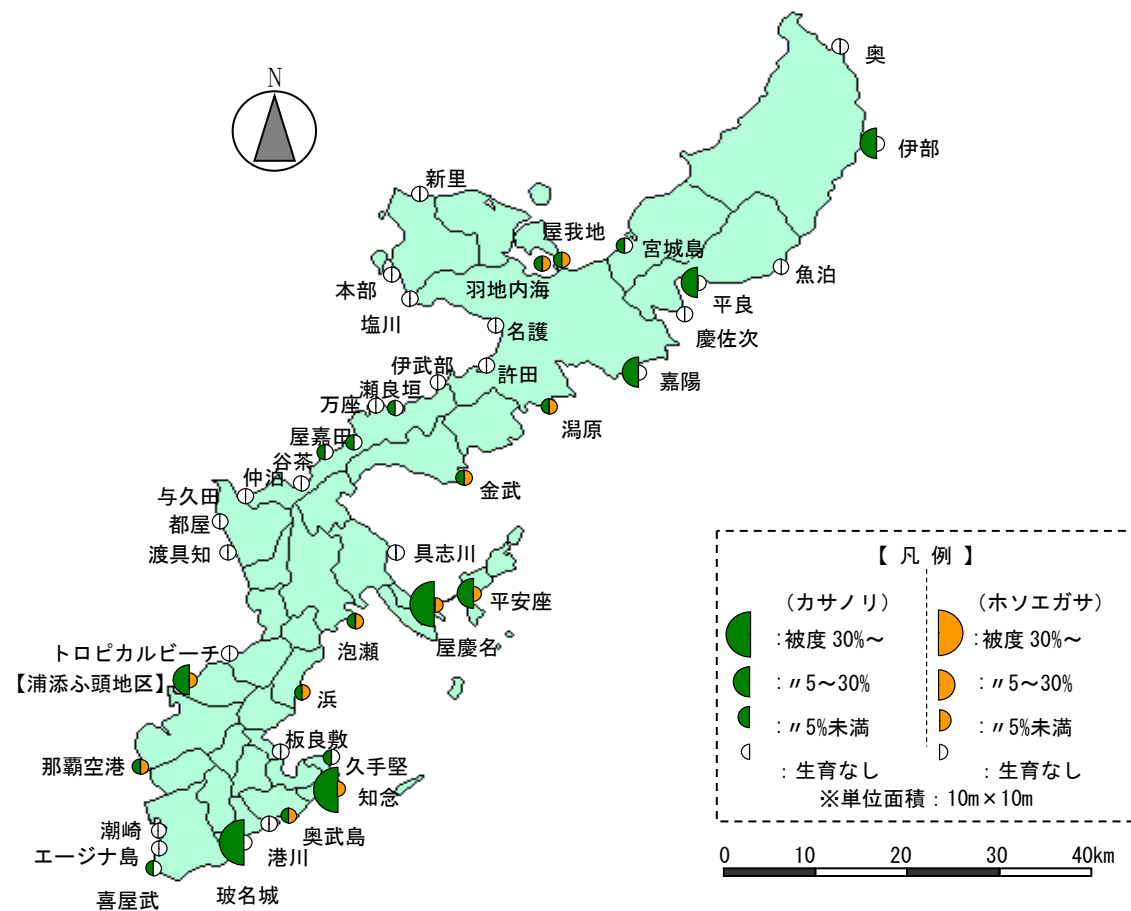 N
奥
伊部
新里
屋我地
宮城島
魚泊
本部
羽地内海
平良
塩川
名護
慶佐次
伊武部
許田
瀬良垣
嘉陽
万座
潟原
屋嘉田
谷茶
仲泊
金武
与久田
都屋
渡具知
具志川
平安座
屋慶名
泡瀬
トロピカルビーチ
【浦添ふ頭地区】
浜
板良敷
那覇空港
久手堅
知念
潮崎
奥武島
エージナ島
港川
喜屋武
玻名城
【 凡 例 】
（カサノリ）
：被度 30%～
：〃5～30%
：〃5%未満
：生育なし
（ホソエガサ）
：被度 30%～
：〃5～30%
：〃5%未満
：生育なし
※単位面積：10m×10m
0 10 20 30 40km